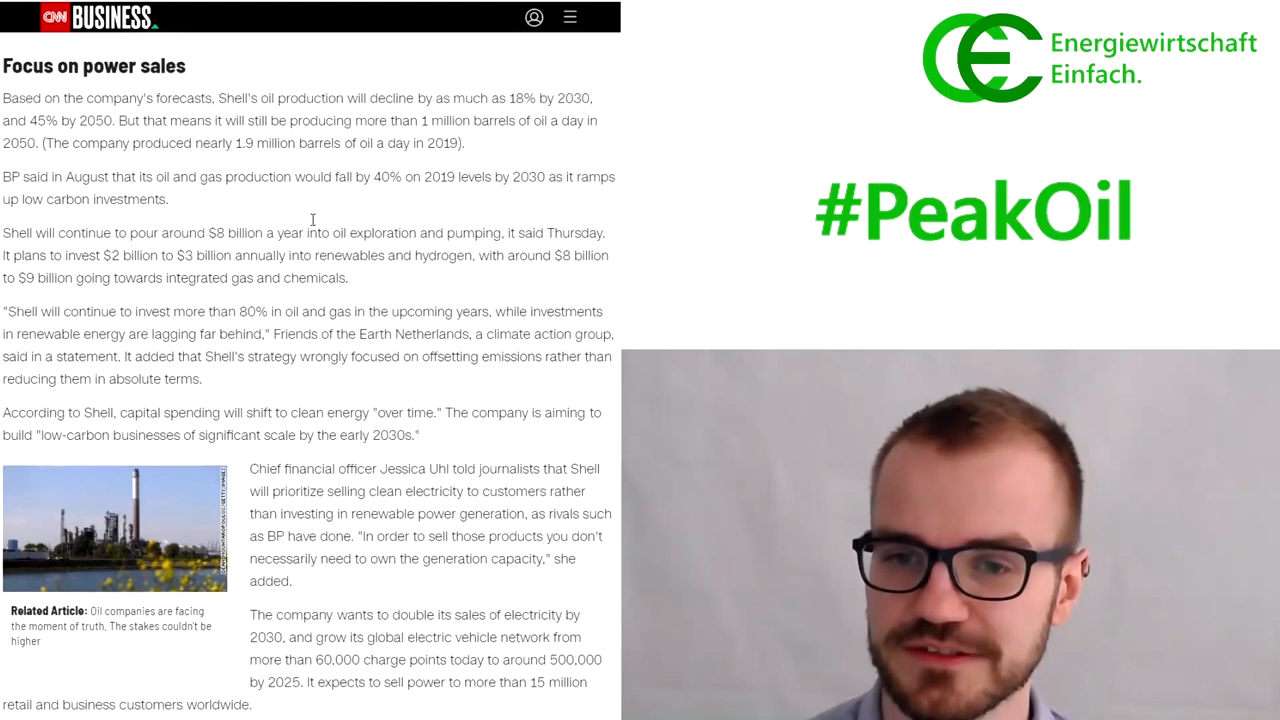 CNN BUSINESS
Focus on power sales
Based on the company's forecasts, Shell's oil production will decline by as much as 18% by 2030,
and 45% by 2050. But that means it will still be producing more than 1 million barrels of oil a day in
2050. (The company produced nearly 1.9 million barrels of oil a day in 2019).
BP said in August that its oil and gas production would fall by 40% on 2019 levels by 2030 as it ramps
up low carbon investments.
Shell will continue to pour around $8 billion a year into oil exploration and pumping, it said Thursday.
It plans to invest $2 billion to $3 billion annually into renewables and hydrogen, with around $8 billion
to $9 billion going towards integrated gas and chemicals.
"Shell will continue to invest more than 80% in oil and gas in the upcoming years, while investments
in renewable energy are lagging far behind," Friends of the Earth Netherlands, a climate action group,
said in a statement. It added that Shell's strategy wrongly focused on offsetting emissions rather than
reducing them in absolute terms.
According to Shell, capital spending will shift to clean energy "over time." The company is aiming to
build "low-carbon businesses of significant scale by the early 2030s."
Related Article: Oil companies are facing
the moment of truth. The stakes couldn't be
higher
Chief financial officer Jessica Uhl told journalists that Shell
will prioritize selling clean electricity to customers rather
than investing in renewable power generation, as rivals such
as BP have done. "In order to sell those products you don't
necessarily need to own the generation capacity," she
added.
The company wants to double its sales of electricity by
2030, and grow its global electric vehicle network from
more than 60,000 charge points today to around 500,000
by 2025. It expects to sell power to more than 15 million
retail and business customers worldwide.
Energiewirtschaft
Einfach.
#PeakOil